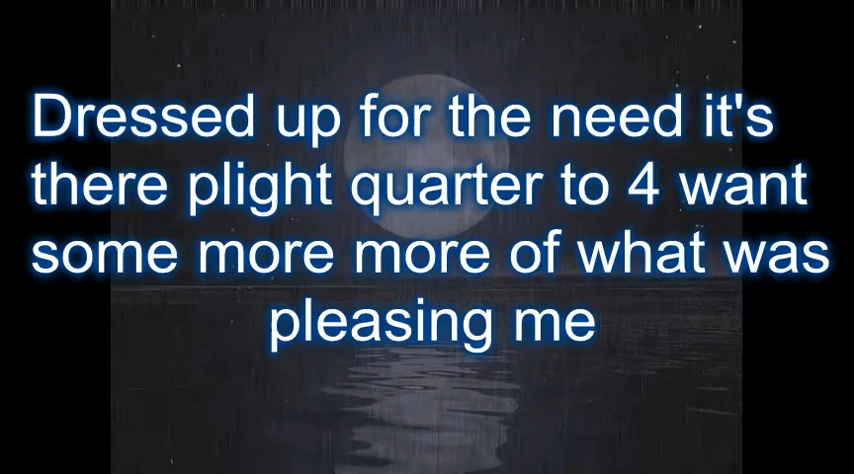 Dressed up for the need it's
there plight quarter to 4 want
some more more of what was
pleasing me